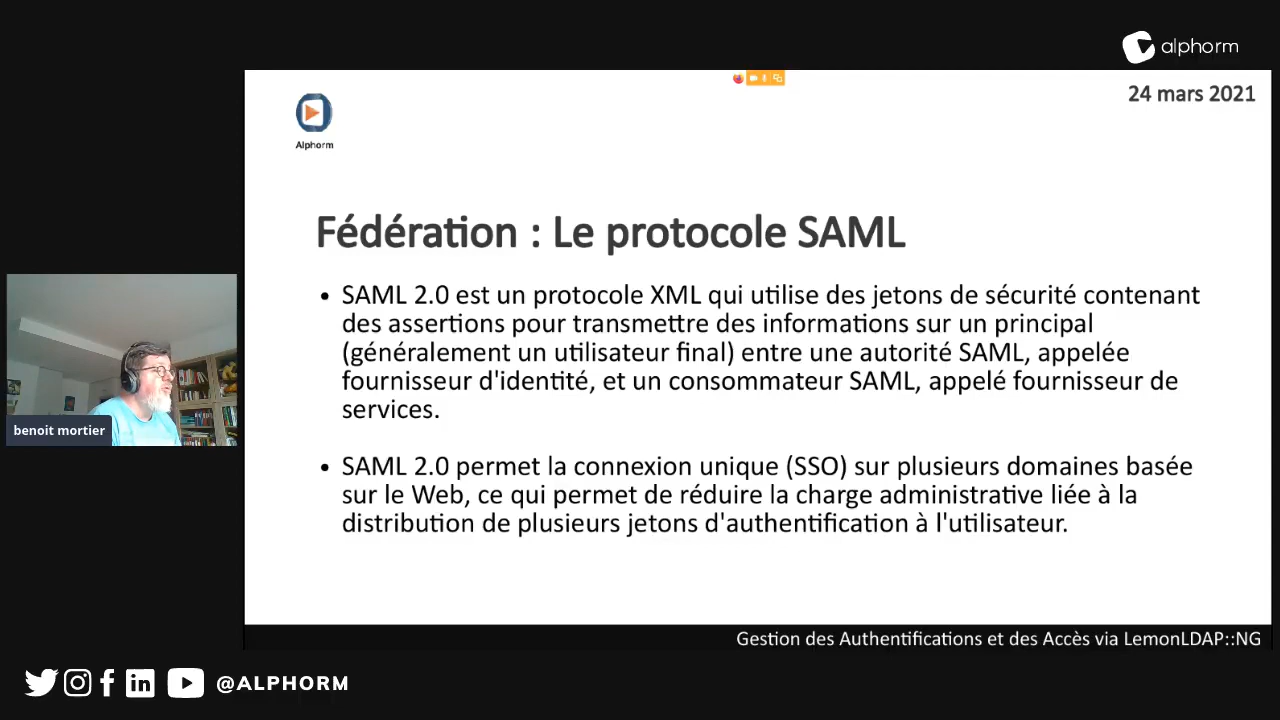 alphorm
24 mars 2021
Alphorm
Fédération : Le protocole SAML
• SAML 2.0 est un protocole XML qui utilise des jetons de sécurité contenant
des assertions pour transmettre des informations sur un principal
(généralement un utilisateur final) entre une autorité SAML, appelée
fournisseur d'identité, et un consommateur SAML, appelé fournisseur de
services.
• SAML 2.0 permet la connexion unique (SSO) sur plusieurs domaines basée
sur le Web, ce qui permet de réduire la charge administrative liée à la
distribution de plusieurs jetons d'authentification à l'utilisateur.
benoit mortier
Gestion des Authentifications et des Accès via LemonLDAP::NG
@ALPHORM